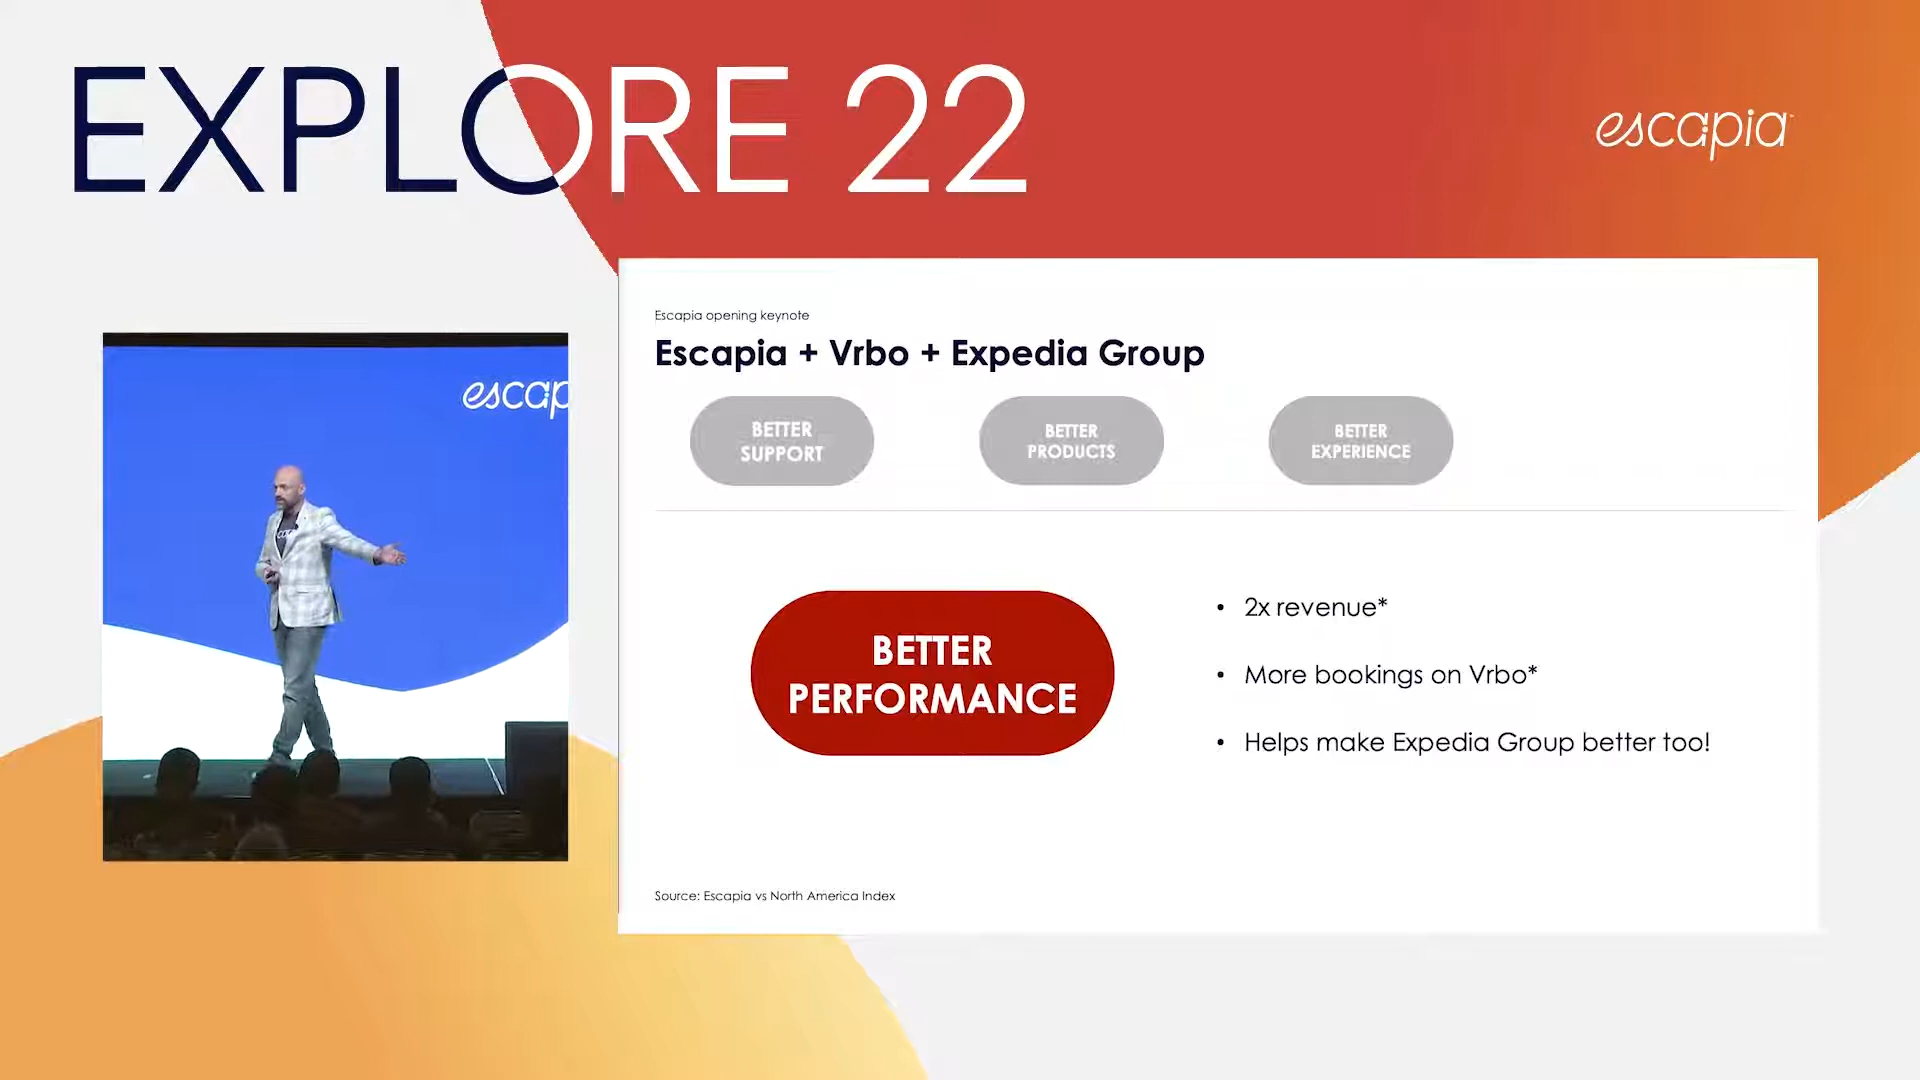 EXPLORE 22
escapia
escap
Escapia opening keynote
Escapia + Vrbo + Expedia Group
BETTER
SUPPORT
BETTER
PRODUCTS
BETTER
EXPERIENCE
BETTER
PERFORMANCE
• 2x revenue*
• More bookings on Vrbo*
• Helps make Expedia Group better too!
Source: Escapia vs North America Index